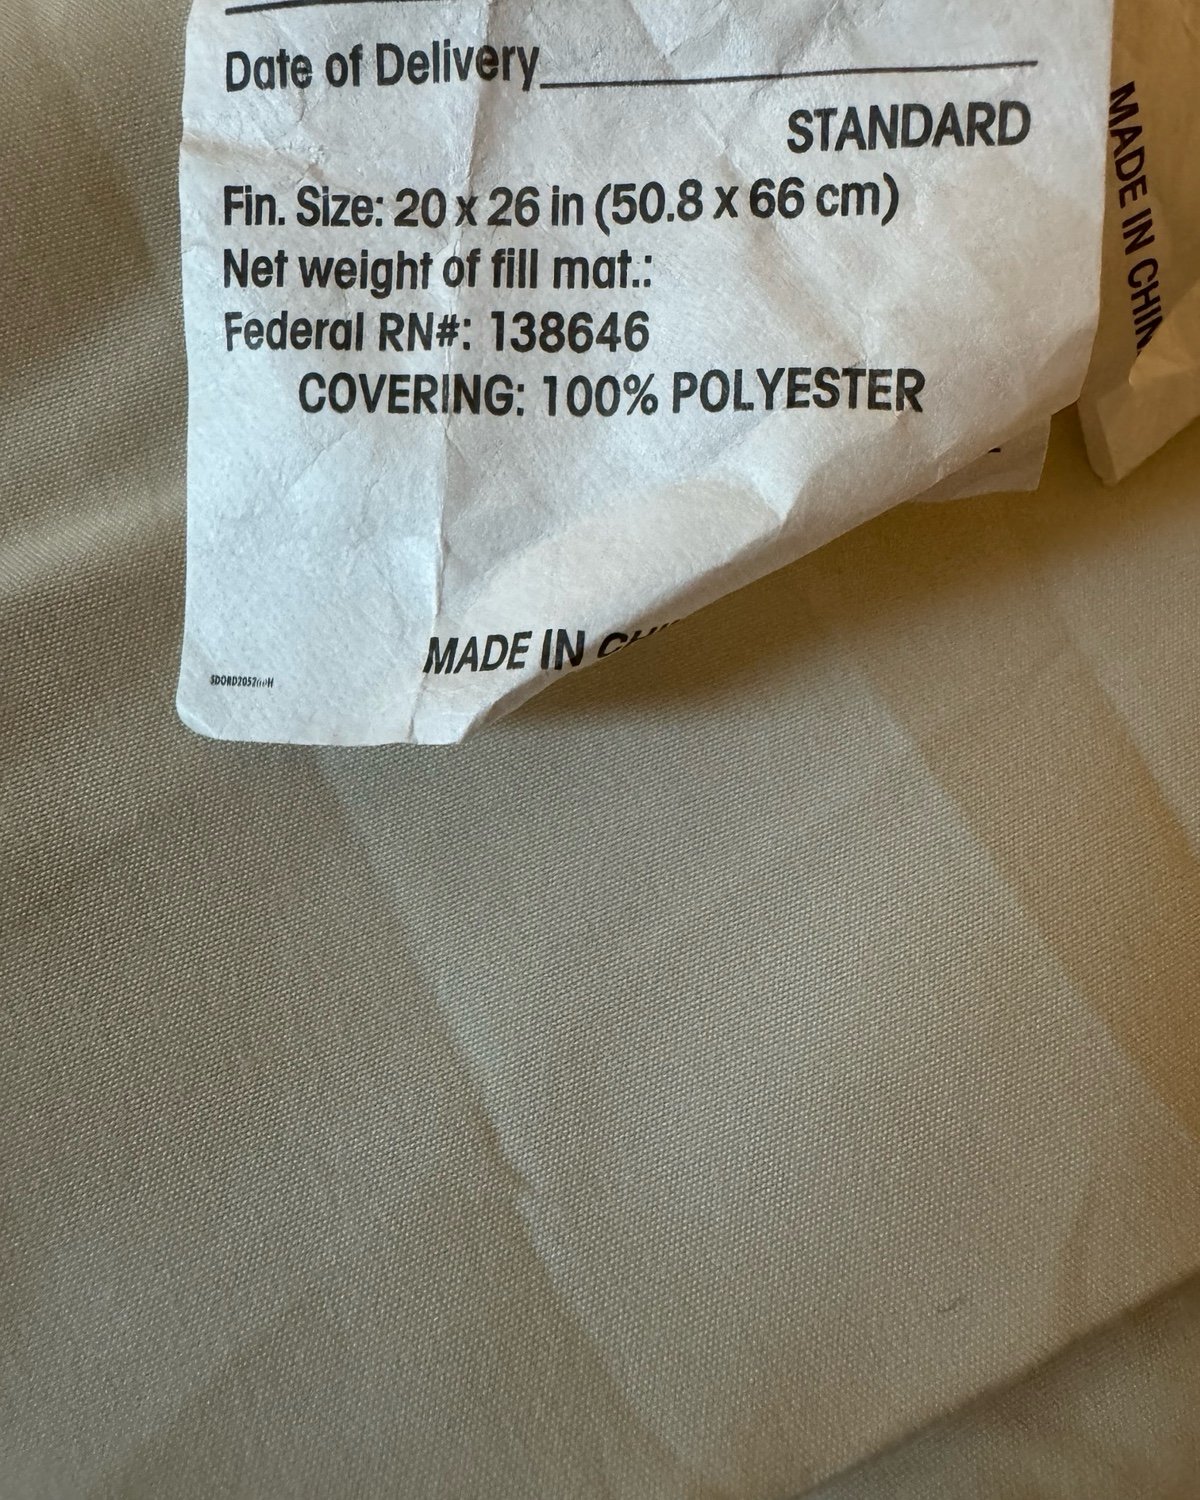 Date of Delivery
STANDARD
Fin. Size: 20 x 26 in (50.8 x 66 cm)
Net weight of fill mat.:
Federal RN#: 138646
COVERING: 100% POLYESTER
MADE IN
MADE IN CHIN